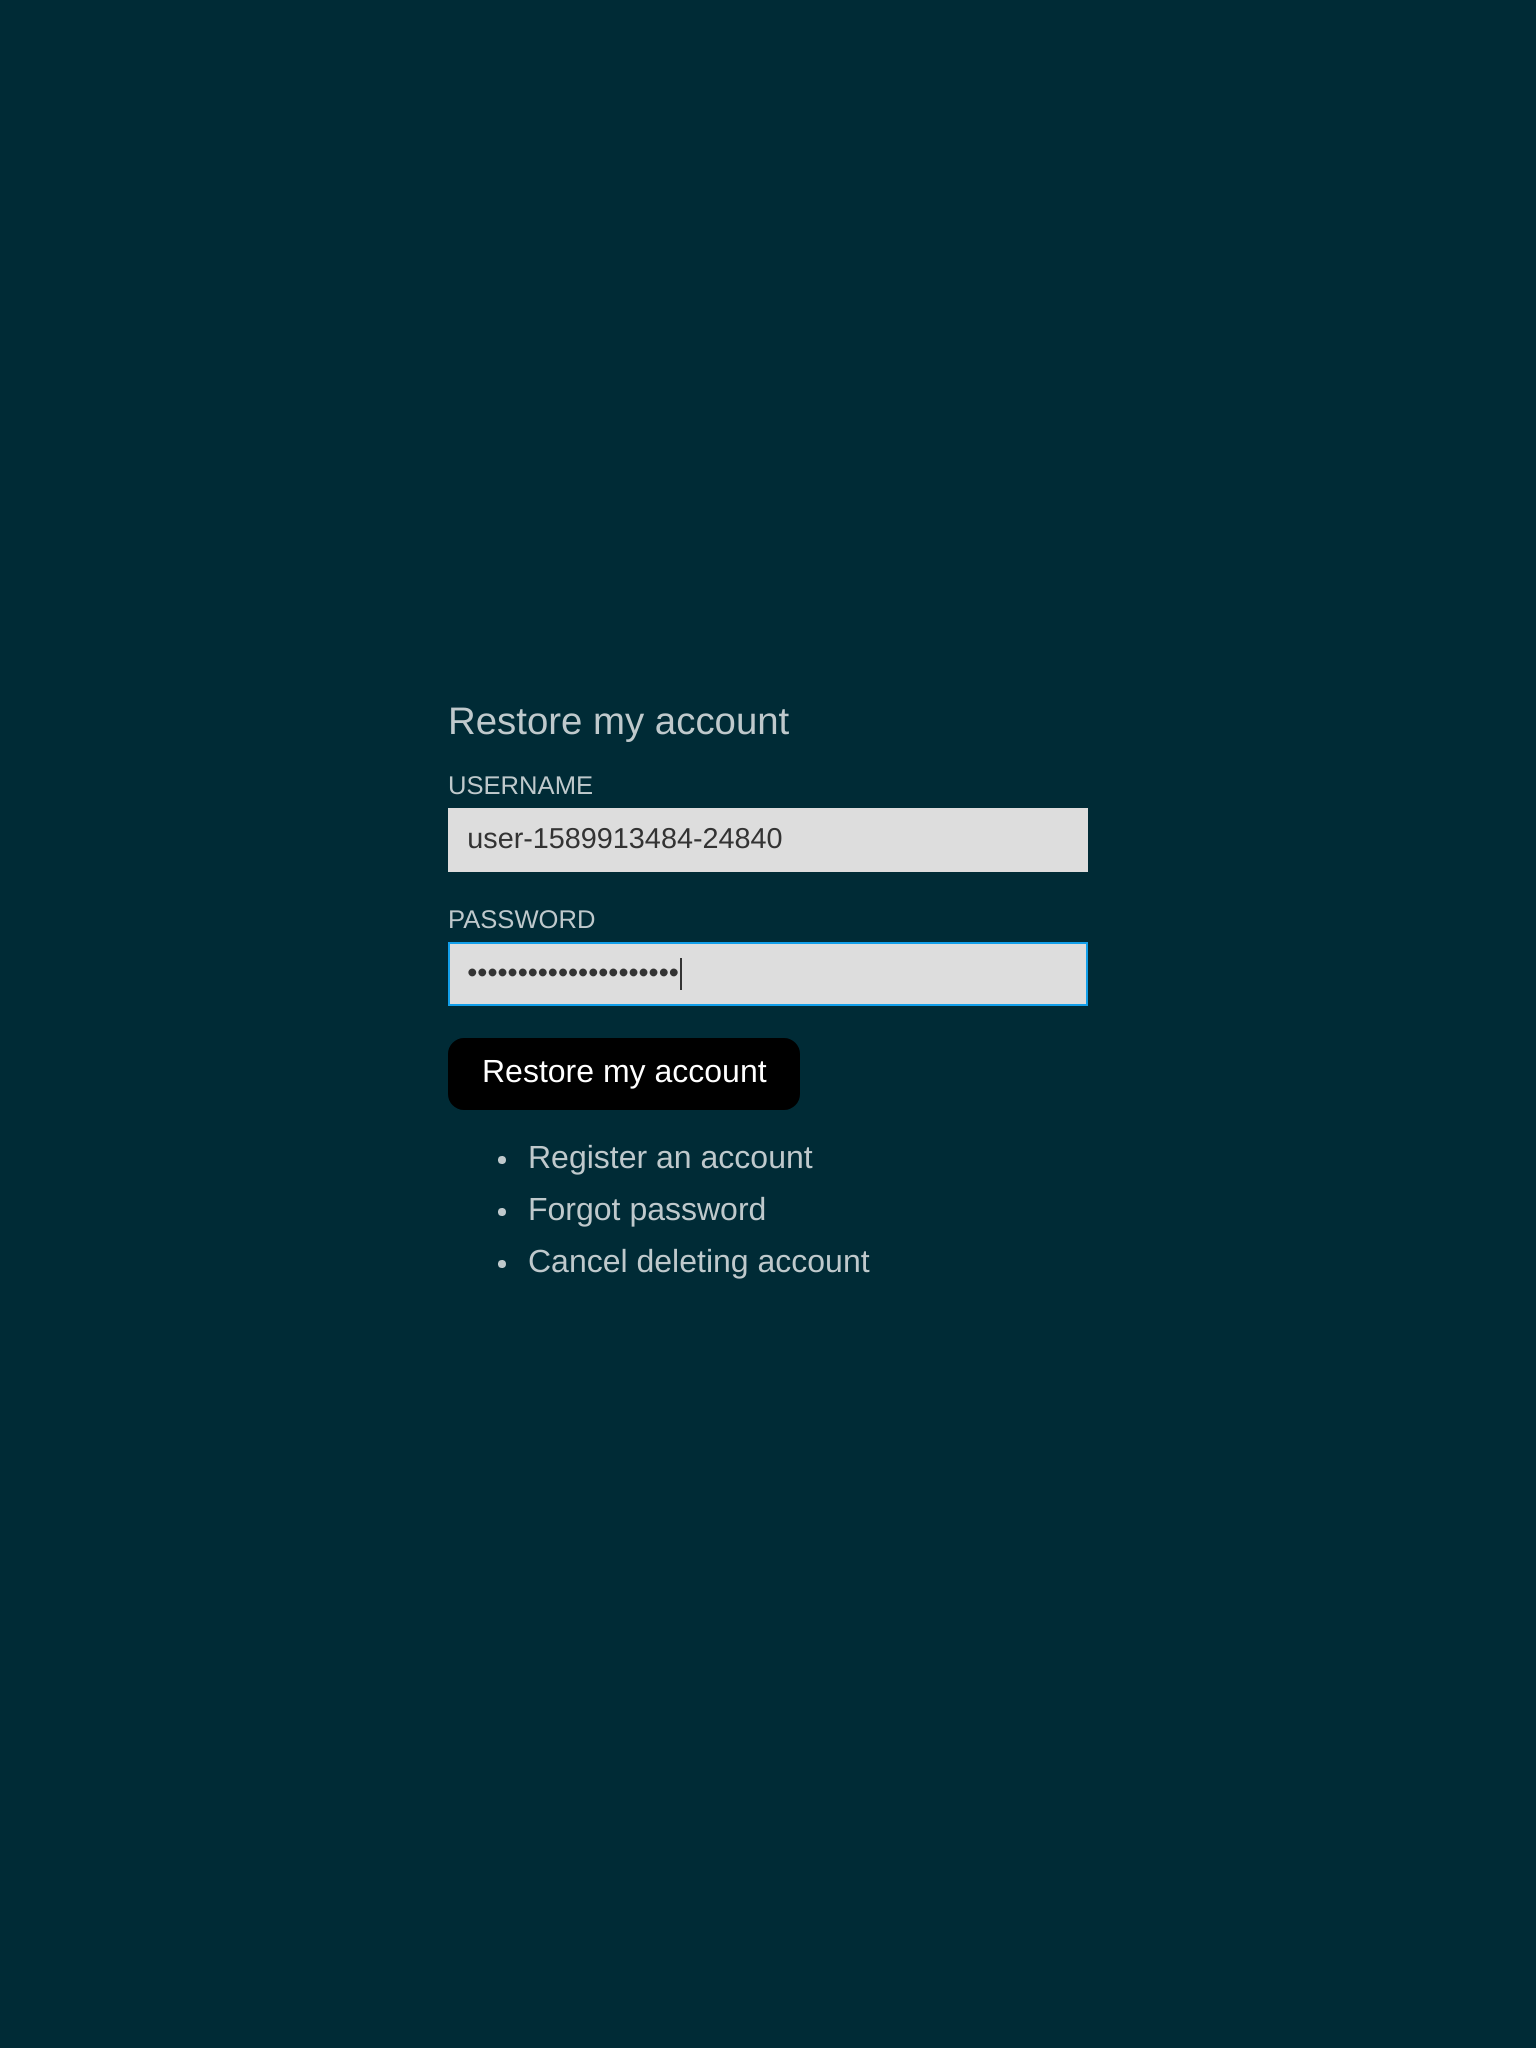 Restore my account
USERNAME
user-1589913484-24840
PASSWORD
•••••••••••••••••••••
Restore my account
• Register an account
• Forgot password
• Cancel deleting account